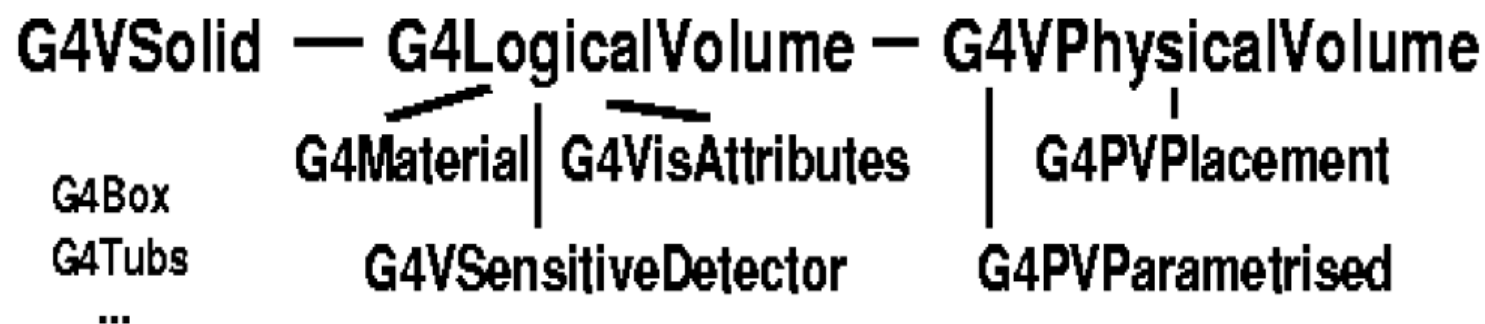 G4VSolid — G4LogicalVolume — G4VPhysicalVolume
G4Material G4VisAttributes G4PVPlacement
G4Box
G4Tubs
...
G4VSensitiveDetector G4PVParametrised